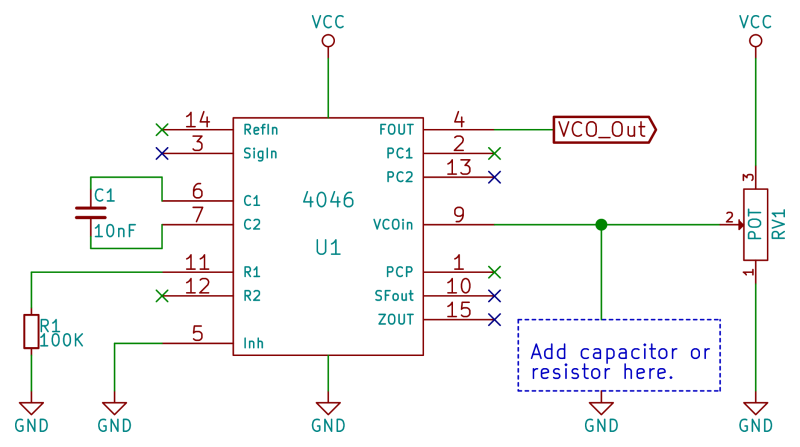 VCC
VCC
14
RefIn
FOUT
4
VCO_Out
3
SigIn
PC1
2
PC2
13
3
C1
10nF
6
C1
4046
7
C2
VCOin
9
2
POT
RV1
U1
11
R1
PCP
1
1
12
R2
SFout
10
R1
100K
5
Inh
ZOUT
15
Add capacitor or
resistor here.
GND
GND
GND
GND
GND